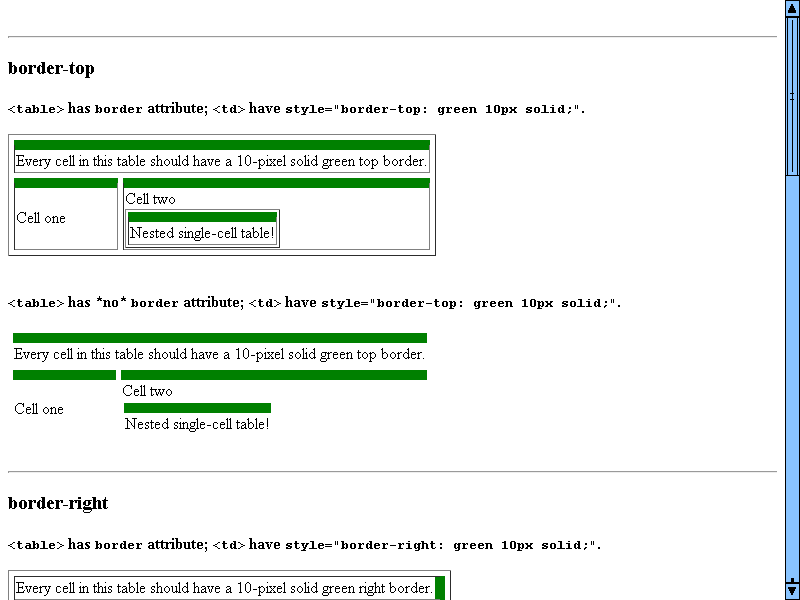 border-top
<table> has border attribute; <td> have style="border-top: green 10px solid;".
Every cell in this table should have a 10-pixel solid green top border.
Cell two
Cell one
Nested single-cell table!
<table> has *no* border attribute; <td> have style="border-top: green 10px solid;".
Every cell in this table should have a 10-pixel solid green top border.
Cell two
Cell one
Nested single-cell table!
border-right
<table> has border attribute; <td> have style="border-right: green 10px solid;".
Every cell in this table should have a 10-pixel solid green right border.